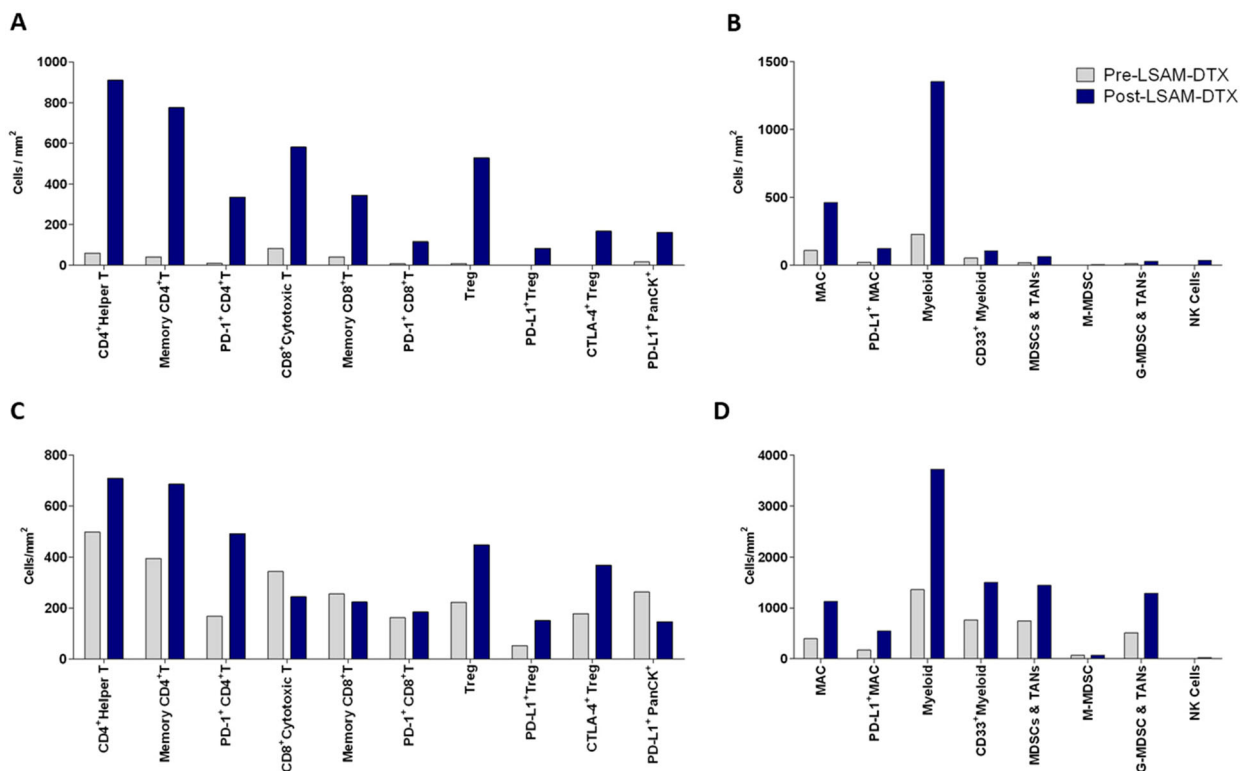 A
Cells / mm²
1000
800
600
400
200
0
CD4⁺Helper T
Memory CD4⁺T
PD-1⁺ CD4⁺T
CD8⁺Cytotoxic T
Memory CD8⁺T
PD-1⁺ CD8⁺T
Treg
PD-L1⁺Treg
CTLA-4⁺ Treg
PD-L1⁺ PanCK⁺
B
Cells / mm²
1500
1000
500
0
Pre-LSAM-DTX
Post-LSAM-DTX
MAC
PD-L1⁺ MAC
Myeloid
CD33⁺ Myeloid
MDSCs & TANs
M-MDSC
G-MDSC & TANs
NK Cells
C
Cells/mm²
800
600
400
200
0
CD4⁺Helper T
Memory CD4⁺T
PD-1⁺ CD4⁺T
CD8⁺Cytotoxic T
Memory CD8⁺T
PD-1⁺ CD8⁺T
Treg
PD-L1⁺Treg
CTLA-4⁺ Treg
PD-L1⁺ PanCK⁺
D
Cells/mm²
4000
3000
2000
1000
0
MAC
PD-L1⁺MAC
Myeloid
CD33⁺Myeloid
MDSCs & TANs
M-MDSC
G-MDSC & TANs
NK Cells